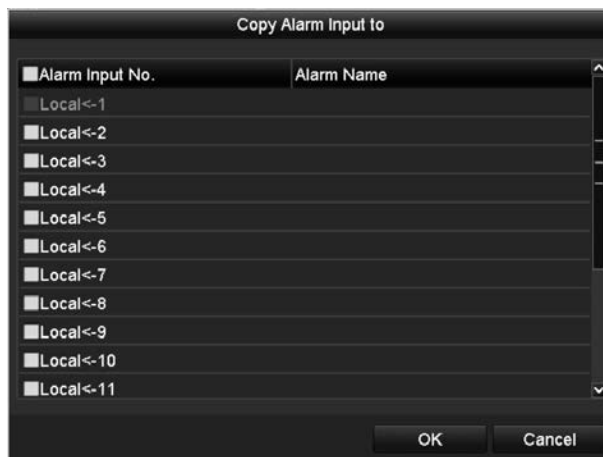 Copy Alarm Input to
Alarm Input No. Alarm Name
Local<-1
Local<-2
Local<-3
Local<-4
Local<-5
Local<-6
Local<-7
Local<-8
Local<-9
Local<-10
Local<-11
OK Cancel